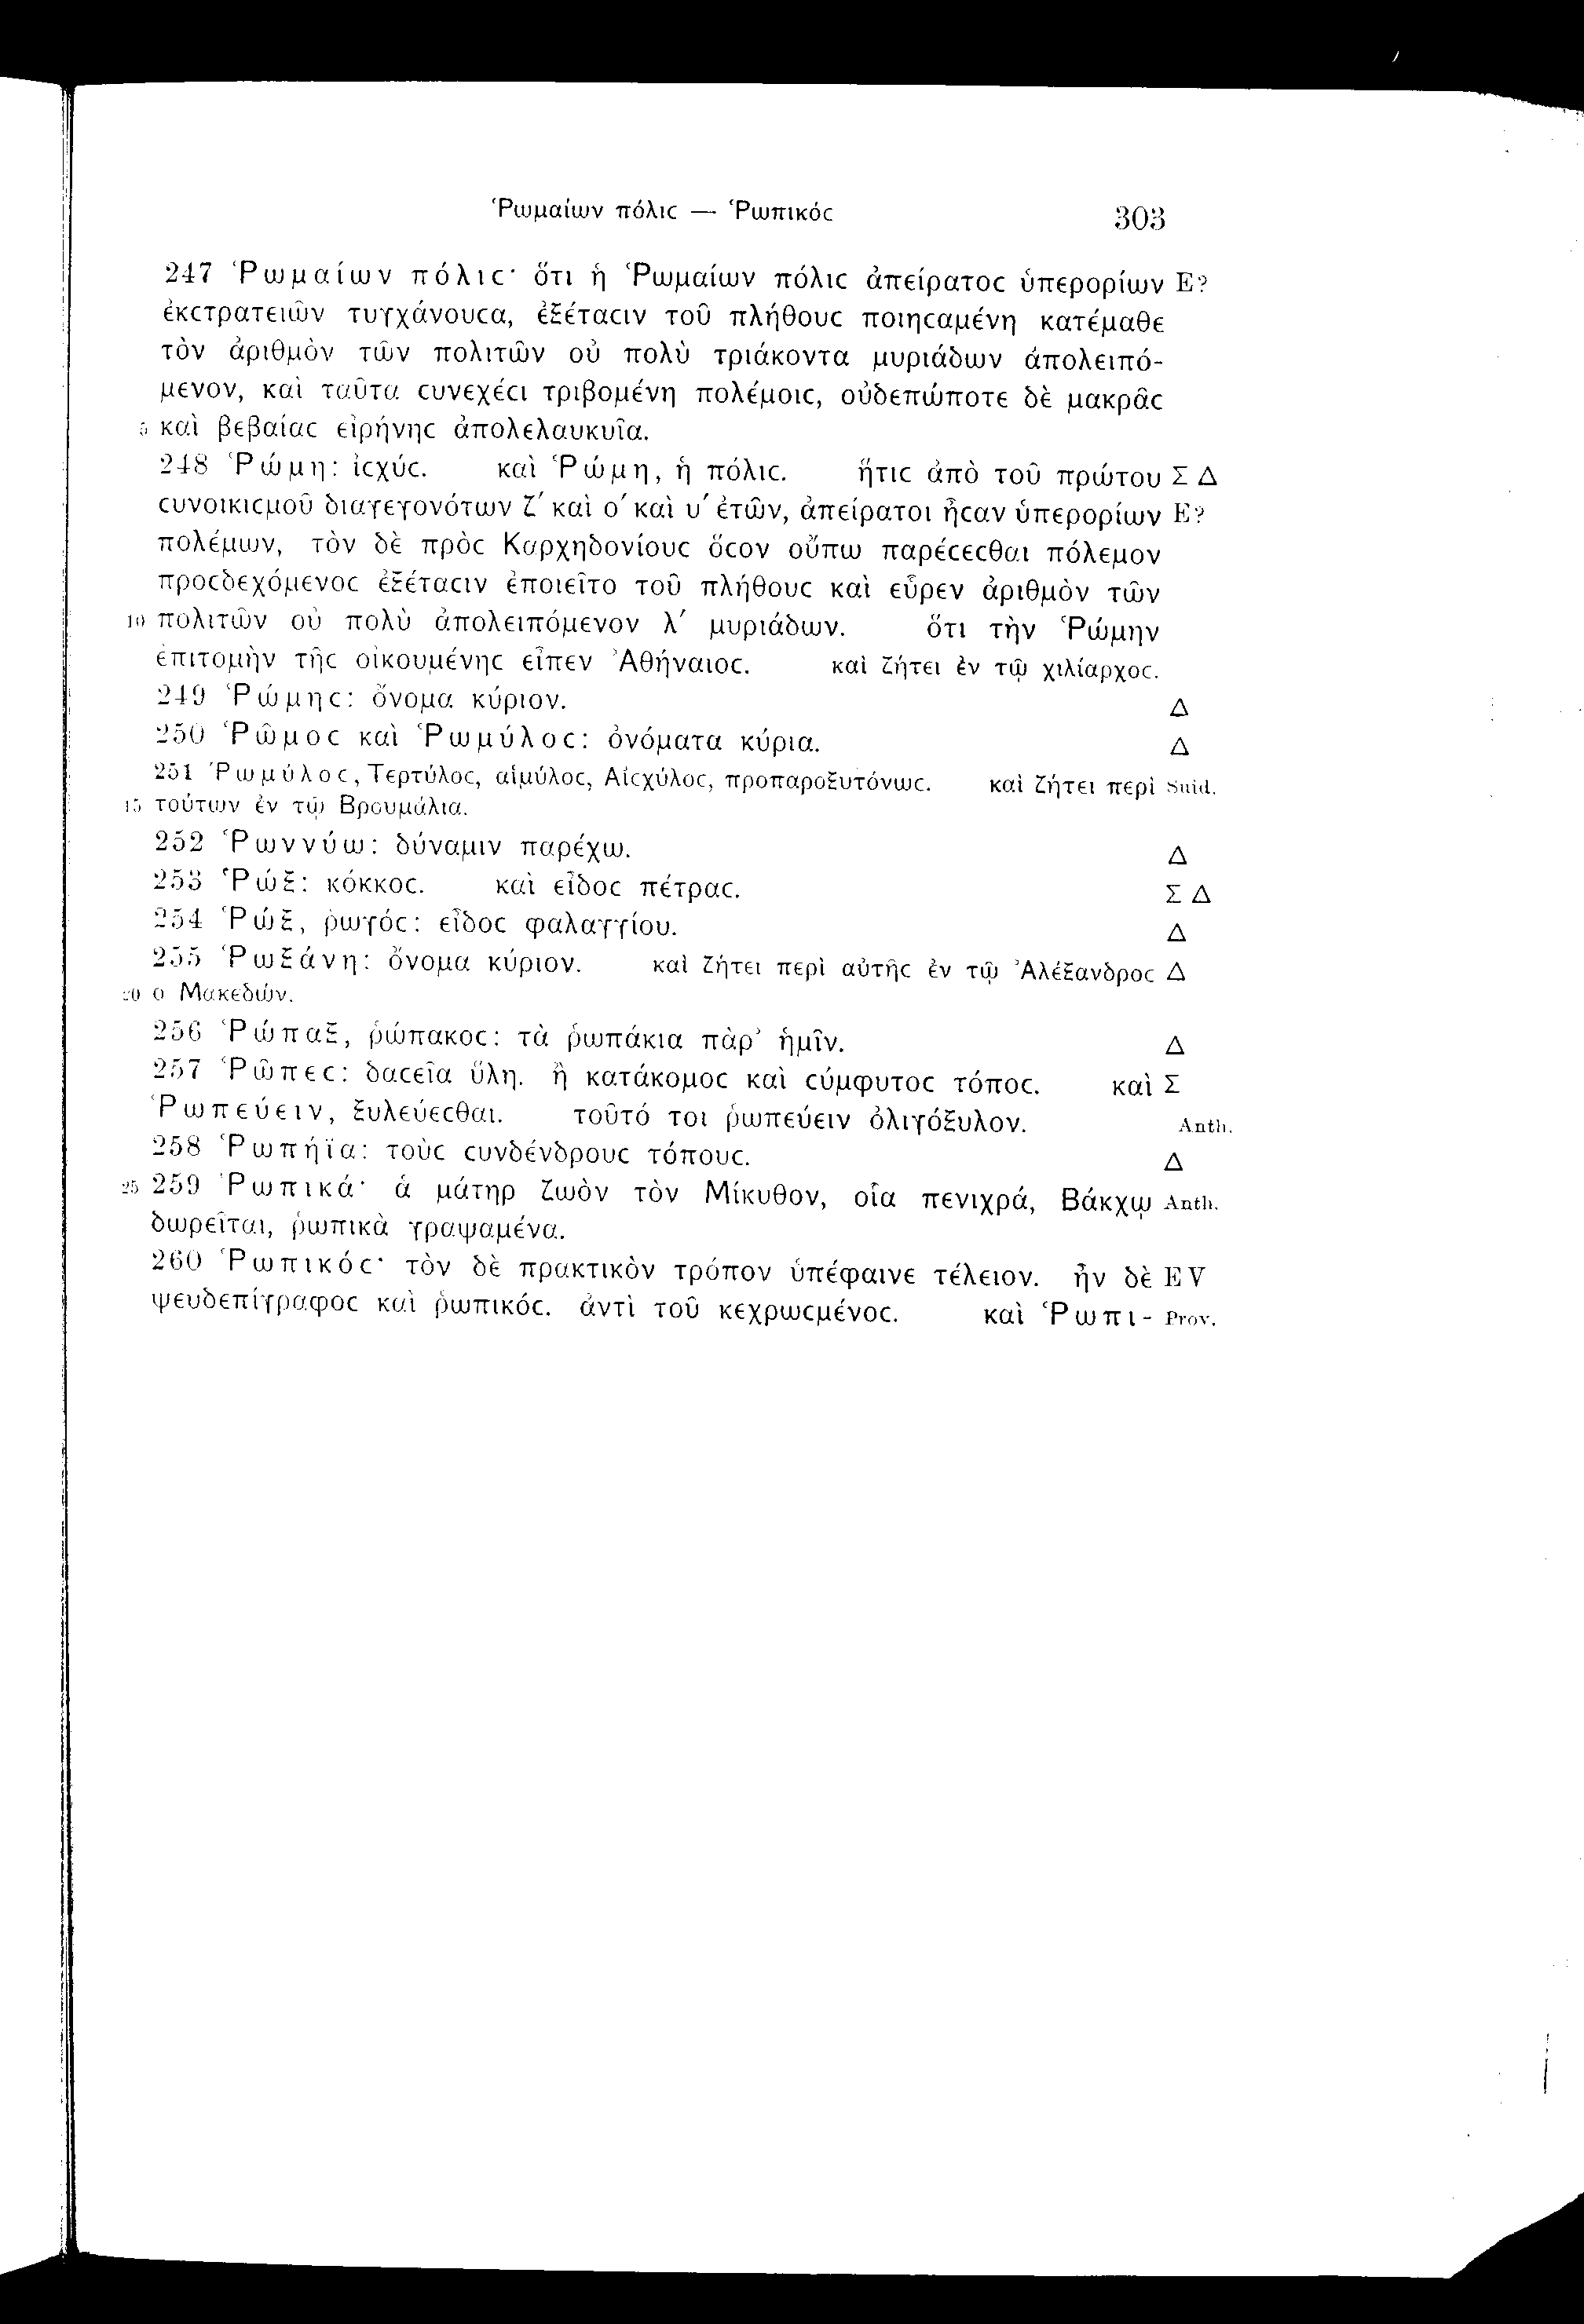 Ῥωμαίων πόλιϲ — Ῥωπικόϲ 303
247 Ῥωμαίων πόλιϲ· ὅτι ἡ Ῥωμαίων πόλιϲ ἀπείρατοϲ ὑπερορίων E?
ἐκϲτρατειῶν τυγχάνουϲα, ἐξέταϲιν τοῦ πλήθουϲ ποιηϲαμένη κατέμαθε
τὸν ἀριθμὸν τῶν πολιτῶν οὐ πολὺ τριάκοντα μυριάδων ἀπολειπό-
μενον, καὶ ταῦτα ϲυνεχέϲι τριβομένη πολέμοιϲ, οὐδεπώποτε δὲ μακρᾶϲ
5 καὶ βεβαίαϲ εἰρήνηϲ ἀπολελαυκυῖα.
248 Ῥώμη: ἰϲχύϲ. καὶ Ῥώμη, ἡ πόλιϲ. ἥτιϲ ἀπὸ τοῦ πρώτου Σ Δ
ϲυνοικιϲμοῦ διαγεγονότων ζ′ καὶ ο′ καὶ υ′ ἐτῶν, ἀπείρατοι ἦϲαν ὑπερορίων E?
πολέμων, τὸν δὲ πρὸϲ Καρχηδονίουϲ ὅϲον οὔπω παρέϲεϲθαι πόλεμον
προϲδεχόμενοϲ ἐξέταϲιν ἐποιεῖτο τοῦ πλήθουϲ καὶ εὗρεν ἀριθμὸν τῶν
10 πολιτῶν οὐ πολὺ ἀπολειπόμενον λ′ μυριάδων. ὅτι τὴν Ῥώμην
ἐπιτομὴν τῆϲ οἰκουμένηϲ εἶπεν Ἀθήναιοϲ. καὶ ζήτει ἐν τῷ χιλίαρχοϲ.
249 Ῥώμηϲ: ὄνομα κύριον. Δ
250 Ῥῶμοϲ καὶ Ῥωμύλοϲ: ὀνόματα κύρια. Δ
251 Ῥωμύλοϲ, Τερτύλοϲ, αἱμύλοϲ, Αἰϲχύλοϲ, προπαροξυτόνωϲ. καὶ ζήτει περὶ Suid.
15 τούτων ἐν τῷ Βρουμάλια.
252 Ῥωννύω: δύναμιν παρέχω. Δ
253 Ῥώξ: κόκκοϲ. καὶ εἶδοϲ πέτραϲ. Σ Δ
254 Ῥώξ, ῥωγόϲ: εἶδοϲ φαλαγγίου. Δ
255 Ῥωξάνη: ὄνομα κύριον. καὶ ζήτει περὶ αὐτῆϲ ἐν τῷ Ἀλέξανδροϲ Δ
20 ὁ Μακεδών.
256 Ῥώπαξ, ῥώπακοϲ: τὰ ῥωπάκια πὰρ’ ἡμῖν. Δ
257 Ῥῶπεϲ: δαϲεῖα ὕλη. ἢ κατάκομοϲ καὶ ϲύμφυτοϲ τόποϲ. καὶ Σ
Ῥωπεύειν, ξυλεύεϲθαι. τοῦτό τοι ῥωπεύειν ὀλιγόξυλον. Anth.
258 Ῥωπήϊα: τοὺϲ ϲυνδένδρουϲ τόπουϲ. Δ
25 259 Ῥωπικά· ἁ μάτηρ ζωὸν τὸν Μίκυθον, οἷα πενιχρά, Βάκχῳ Anth.
δωρεῖται, ῥωπικὰ γραψαμένα.
260 Ῥωπικόϲ· τὸν δὲ πρακτικὸν τρόπον ὑπέφαινε τέλειον. ἦν δὲ EV
ψευδεπίγραφοϲ καὶ ῥωπικόϲ. ἀντὶ τοῦ κεχρωϲμένοϲ. καὶ Ῥωπι- Prov.